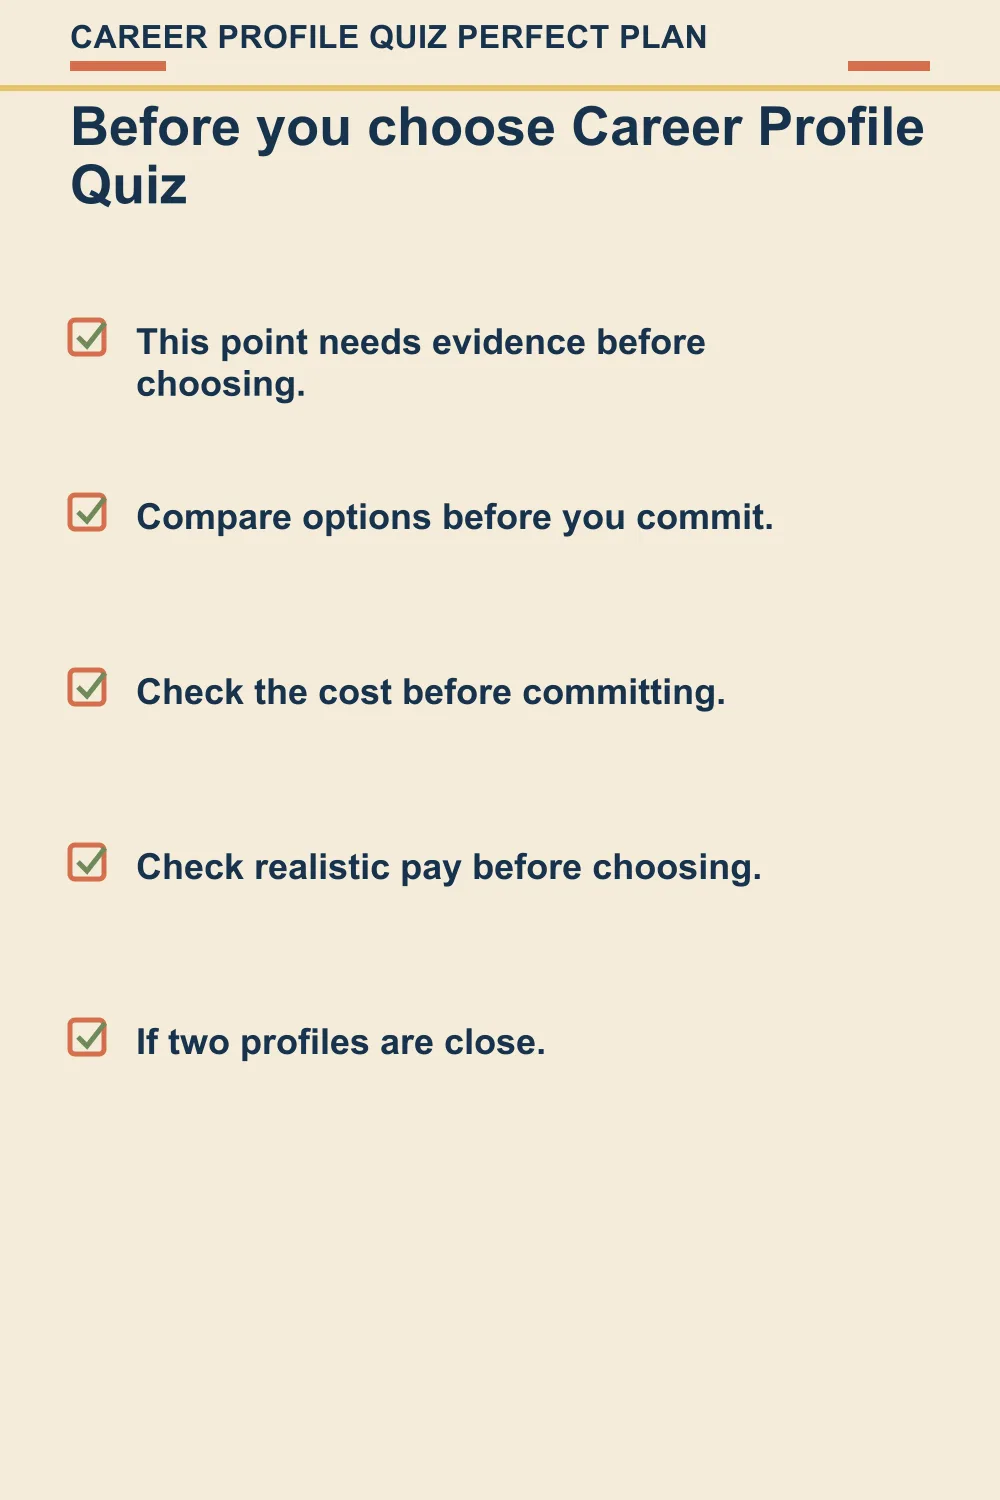 CAREER PROFILE QUIZ PERFECT PLAN
Before you choose Career Profile
Quiz
This point needs evidence before
choosing.
Compare options before you commit.
Check the cost before committing.
Check realistic pay before choosing.
If two profiles are close.